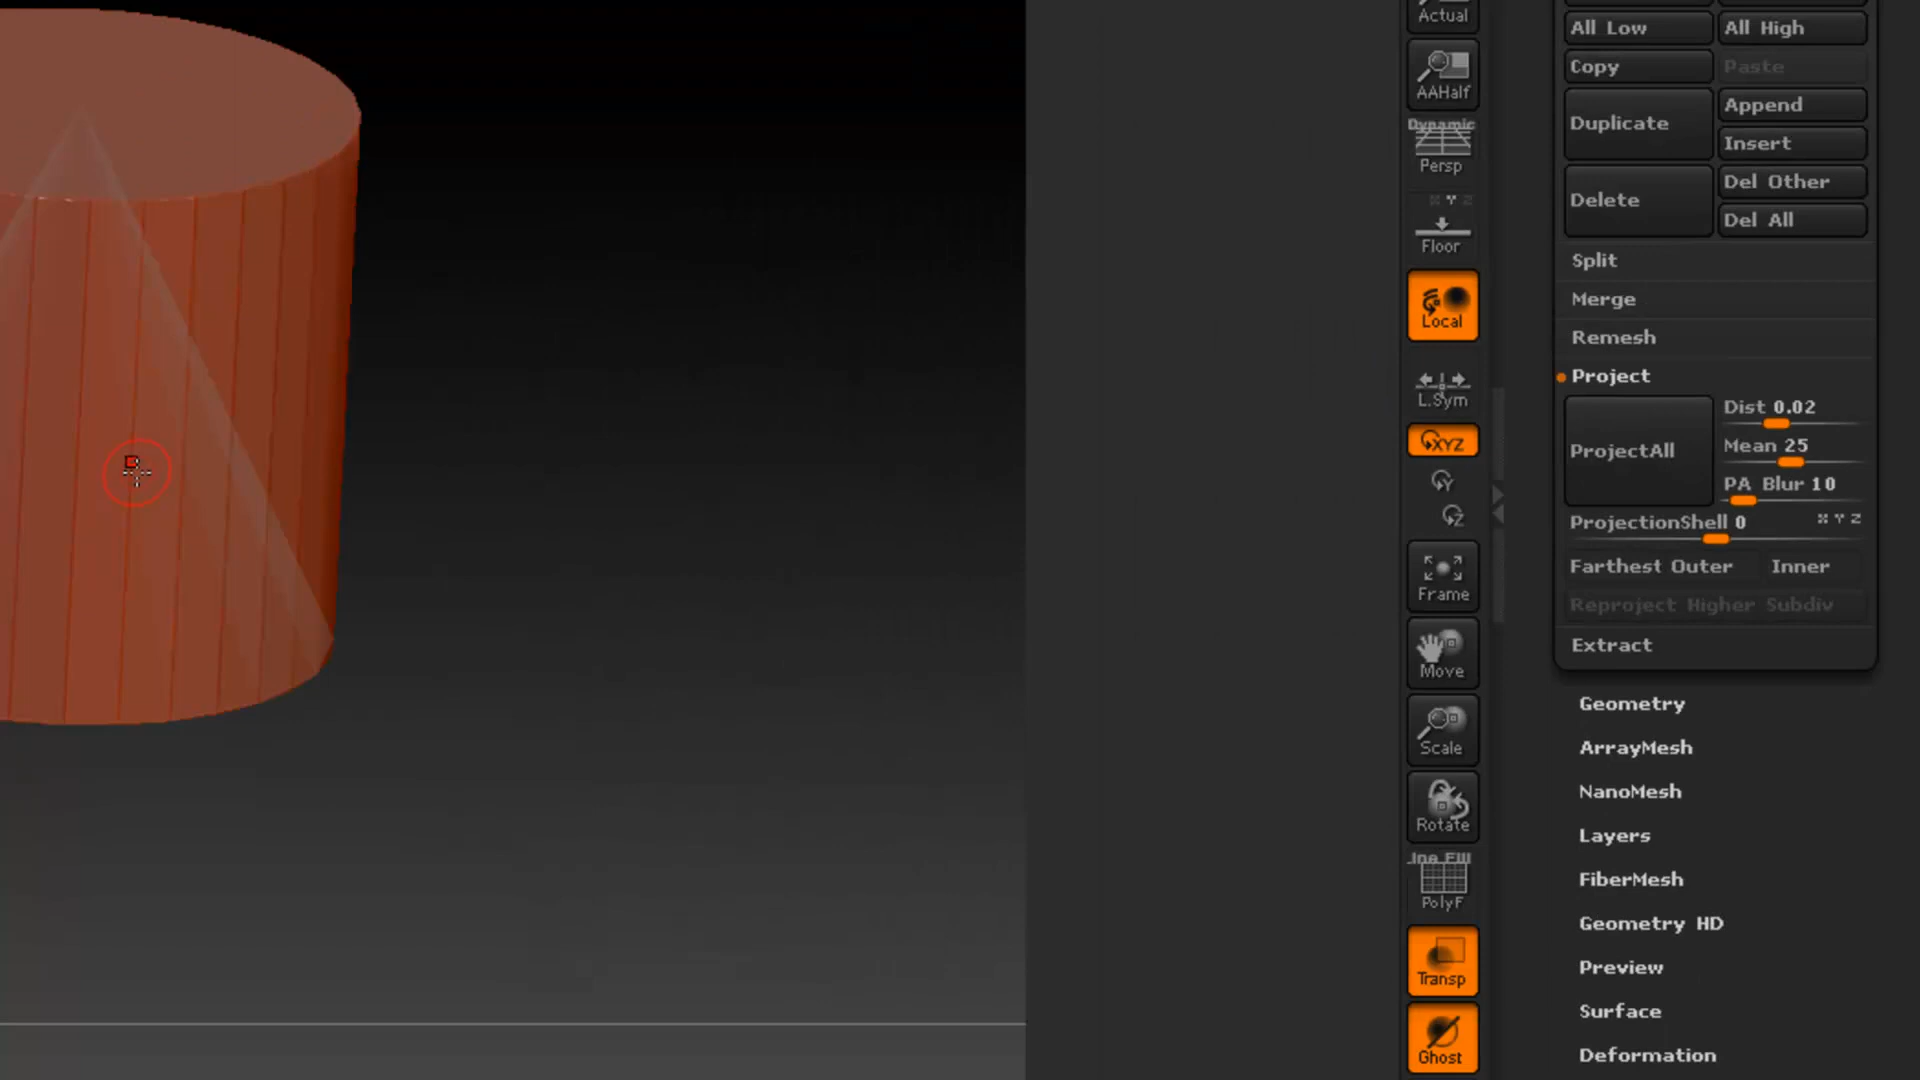 Actual
AAHalf
Dynamic
Persp
X Y Z
Floor
Local
L.Sym
XYZ
Y
Z
Frame
Move
Scale
Rotate
Line Fill
PolyF
Transp
Ghost
All Low
All High
Copy
Paste
Duplicate
Append
Insert
Delete
Del Other
Del All
Split
Merge
Remesh
Project
ProjectAll
Dist 0.02
Mean 25
PA Blur 10
ProjectionShell 0
X Y Z
Farthest
Outer
Inner
Reproject Higher Subdiv
Extract
Geometry
ArrayMesh
NanoMesh
Layers
FiberMesh
Geometry HD
Preview
Surface
Deformation